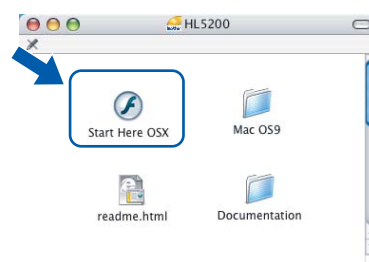 HL5200
Start Here OSX
Mac OS9
readme.html
Documentation